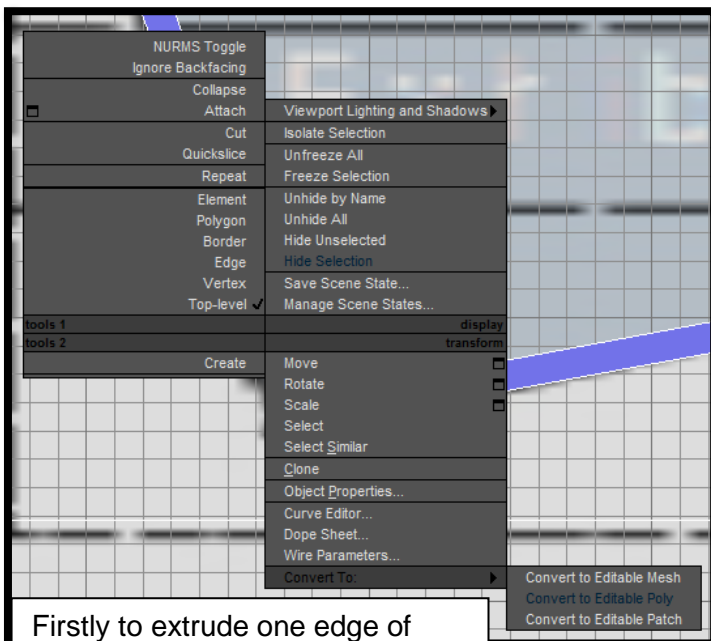 NURMS Toggle
Ignore Backfacing
Collapse
Attach
Cut
Quickslice
Repeat
Element
Polygon
Border
Edge
Vertex
Top-level
tools 1
tools 2
Create
Viewport Lighting and Shadows
Isolate Selection
Unfreeze All
Freeze Selection
Unhide by Name
Unhide All
Hide Unselected
Hide Selection
Save Scene State...
Manage Scene States...
display
transform
Move
Rotate
Scale
Select
Select Similar
Clone
Object Properties...
Curve Editor...
Dope Sheet...
Wire Parameters...
Convert To:
Convert to Editable Mesh
Convert to Editable Poly
Convert to Editable Patch
Firstly to extrude one edge of